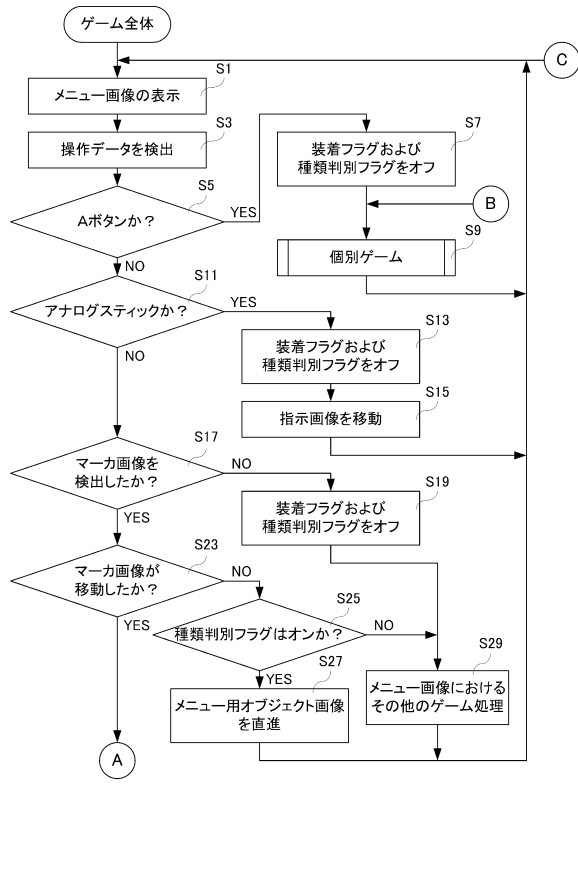 ゲーム全体
C
S1
メニュー画像の表示
S3
操作データを検出
S5
Aボタンか？
YES
NO
S7
装着フラグおよび
種類判別フラグをオフ
B
S9
個別ゲーム
S11
アナログスティックか？
YES
NO
S13
装着フラグおよび
種類判別フラグをオフ
S15
指示画像を移動
S17
マーカ画像を
検出したか？
NO
YES
S19
装着フラグおよび
種類判別フラグをオフ
S23
マーカ画像が
移動したか？
NO
YES
S25
種類判別フラグはオンか？
NO
YES
S27
メニュー用オブジェクト画像
を直進
S29
メニュー画像における
その他のゲーム処理
A